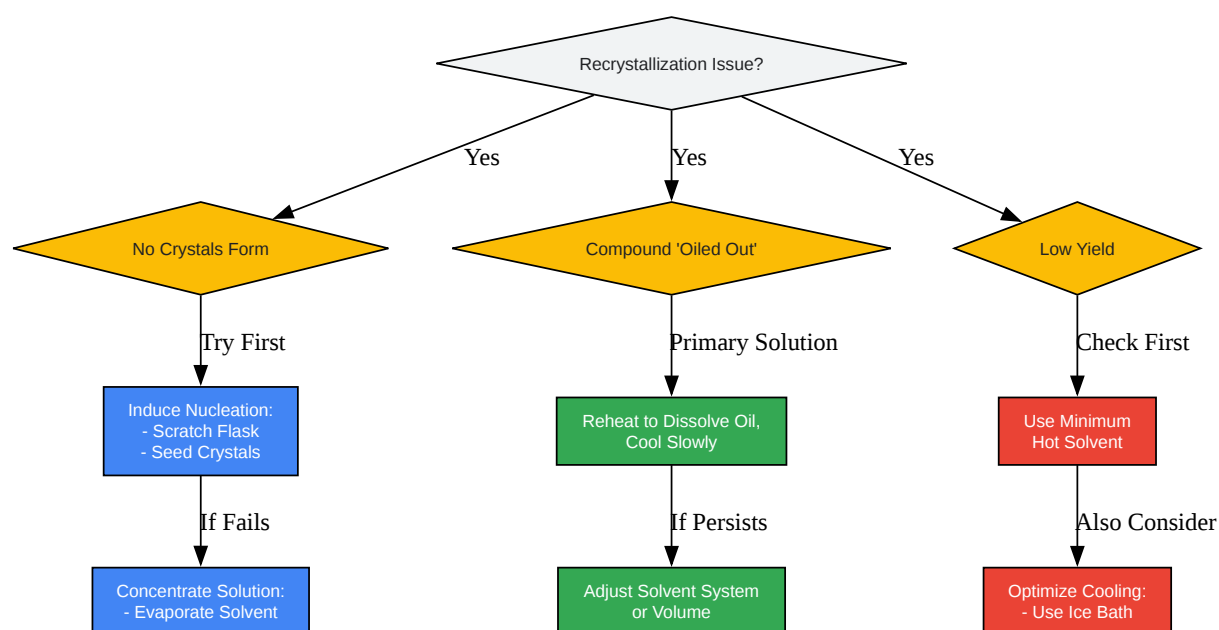 Recrystallization Issue?
Yes
Yes
Yes
No Crystals Form
Compound 'Oiled Out'
Low Yield
Try First
Primary Solution
Check First
Induce Nucleation:
- Scratch Flask
- Seed Crystals
Reheat to Dissolve Oil,
Cool Slowly
Use Minimum
Hot Solvent
If Fails
If Persists
Also Consider
Concentrate Solution:
- Evaporate Solvent
Adjust Solvent System
or Volume
Optimize Cooling:
- Use Ice Bath